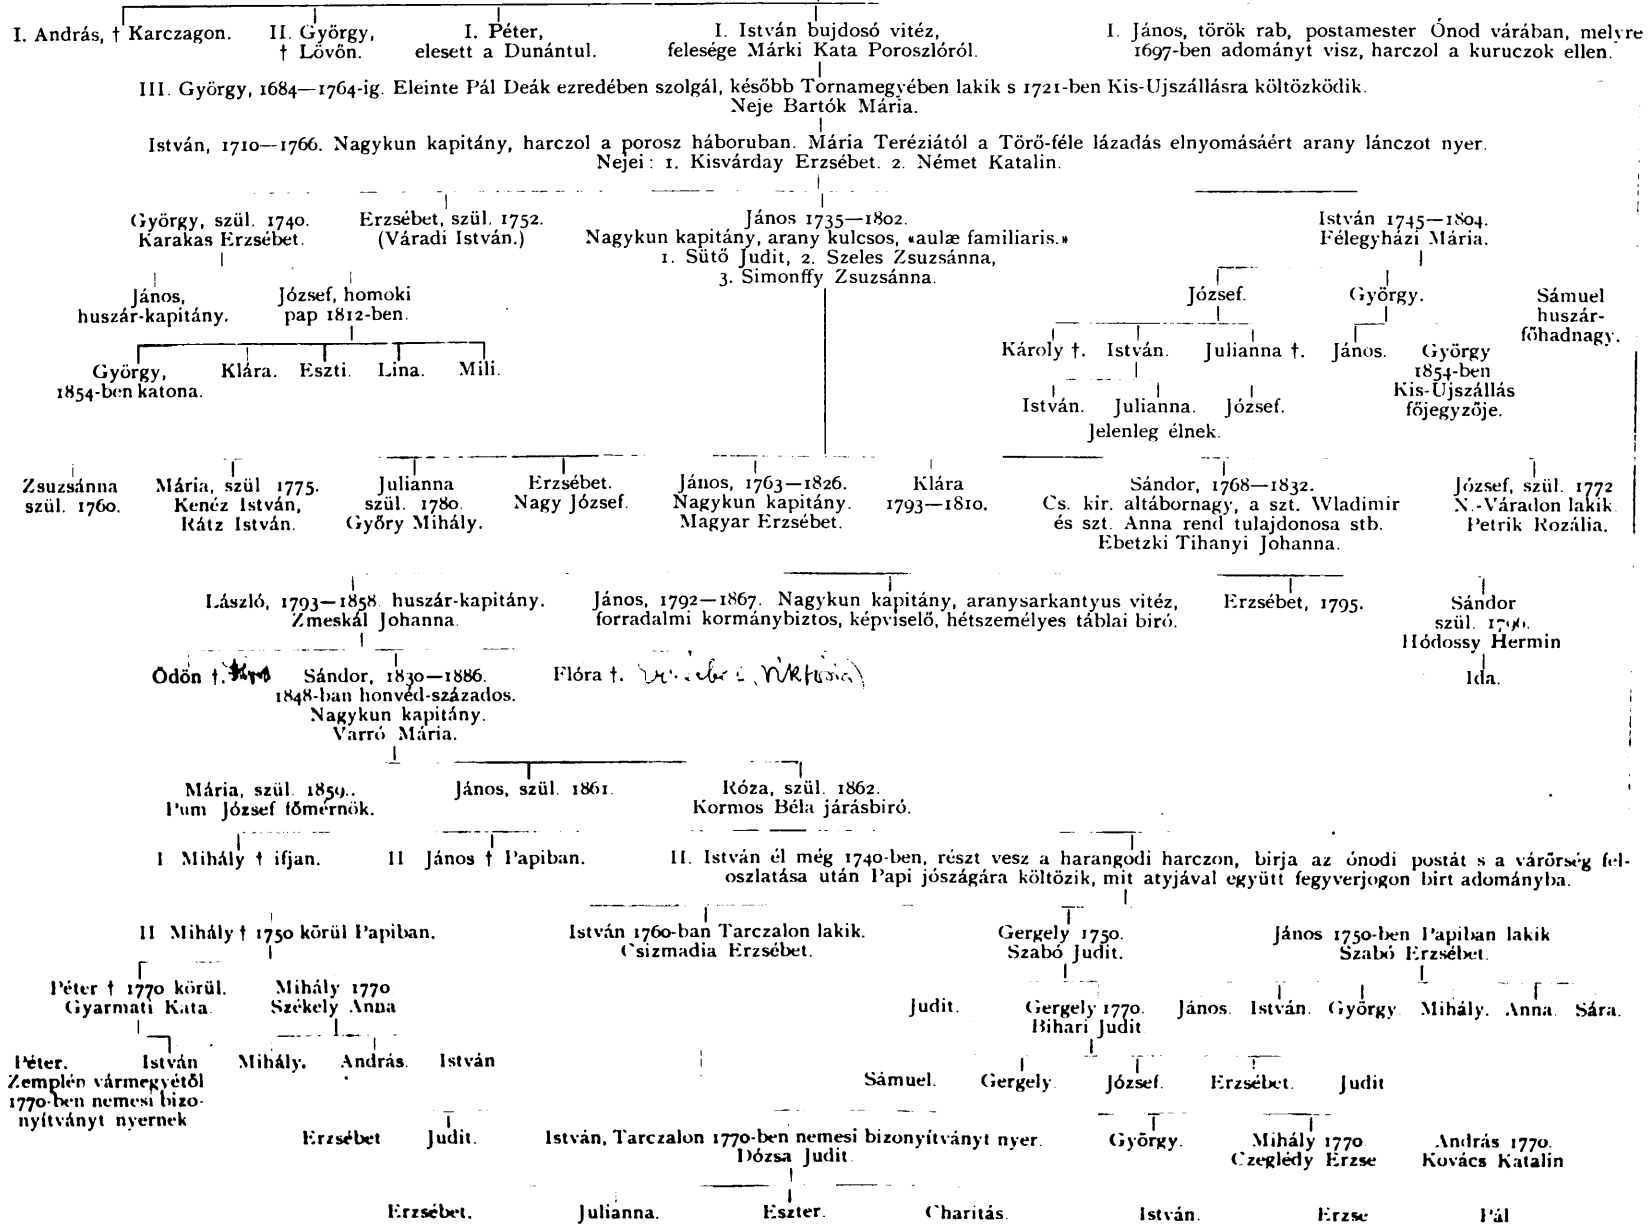 I. András, † Karczagon.
II. György,
† Lövőn.
I. Péter,
elesett a Dunántul.
I. István bujdosó vitéz,
felesége Márki Kata Poroszlóról.
I. János, török rab, postamester Ónod várában, melyre
1697-ben adományt visz, harczol a kuruczok ellen.
III. György, 1684—1764-ig. Eleinte Pál Deák ezredében szolgál, később Tornamegyében lakik s 1721-ben Kis-Ujszállásra költözködik.
Neje Bartók Mária.
István, 1710—1766. Nagykun kapitány, harczol a porosz háboruban. Mária Teréziától a Törő-féle lázadás elnyomásáért arany lánczot nyer.
Nejei: 1. Kisvárday Erzsébet. 2. Német Katalin.
György, szül. 1740.
Karakas Erzsébet.
Erzsébet, szül. 1752.
(Váradi István.)
János 1735—1802.
Nagykun kapitány, arany kulcsos, «aulæ familiaris.»
1. Sütő Judit, 2. Szeles Zsuzsánna,
3. Simonffy Zsuzsánna.
István 1745—1804.
Félegyházi Mária.
János,
huszár-kapitány.
József, homoki
pap 1812-ben.
József.
György.
Sámuel
huszár-
főhadnagy.
György,
1854-ben katona.
Klára.
Eszti.
Lina.
Mili.
Károly †.
István.
Julianna †.
János.
György
1854-ben
Kis-Ujszállás
főjegyzője.
István.
Julianna.
József.
Jelenleg élnek.
Zsuzsánna
szül. 1760.
Mária, szül 1775.
Kenéz István,
Rátz István.
Julianna
szül. 1780.
Győry Mihály.
Erzsébet.
Nagy József.
János, 1763—1826.
Nagykun kapitány.
Magyar Erzsébet.
Klára
1793—1810.
Sándor, 1768—1832.
Cs. kir. altábornagy, a szt. Wladimir
és szt. Anna rend tulajdonosa stb.
Ebetzki Tihanyi Johanna.
József, szül. 1772
N.-Váradon lakik
Petrik Rozália.
László, 1793—1858. huszár-kapitány.
Zmeskál Johanna.
János, 1792—1867. Nagykun kapitány, aranysarkantyus vitéz,
forradalmi kormánybiztos, képviselő, hétszemélyes táblai biró.
Erzsébet, 1795.
Sándor
szül. 1796.
Hódossy Hermin
Ida.
Ödön †.
Sándor, 1830—1886.
1848-ban honvéd-százados.
Nagykun kapitány.
Varró Mária.
Flóra †.
Mária, szül. 1859..
Pum József főmérnök.
János, szül. 1861.
Róza, szül. 1862.
Kormos Béla járásbiró.
I Mihály † ifjan.
II János † Papiban.
II. István él még 1740-ben, részt vesz a harangodi harczon, birja az ónodi postát s a várőrség fel-
oszlatása után Papi jószágára költözik, mit atyjával együtt fegyverjogon birt adományba.
II Mihály † 1750 körül Papiban.
István 1760-ban Tarczalon lakik.
Csizmadia Erzsébet.
Gergely 1750.
Szabó Judit.
János 1750-ben Papiban lakik
Szabó Erzsébet.
Péter † 1770 körül.
Gyarmati Kata
Mihály 1770
Székely Anna
Judit.
Gergely 1770.
Bihari Judit
János.
István.
György
Mihály.
Anna.
Sára.
Péter.
István
Zemplén vármegyétől
1770-ben nemesi bizo-
nyítványt nyernek
Mihály.
András.
István
Sámuel.
Gergely.
József.
Erzsébet.
Judit
Erzsébet
Judit.
István, Tarczalon 1770-ben nemesi bizonyítványt nyer.
Dózsa Judit.
György.
Mihály 1770.
Czeglédy Erzse
András 1770.
Kovács Katalin
Erzsébet.
Julianna.
Eszter.
Charitás.
István.
Erzse
Pál